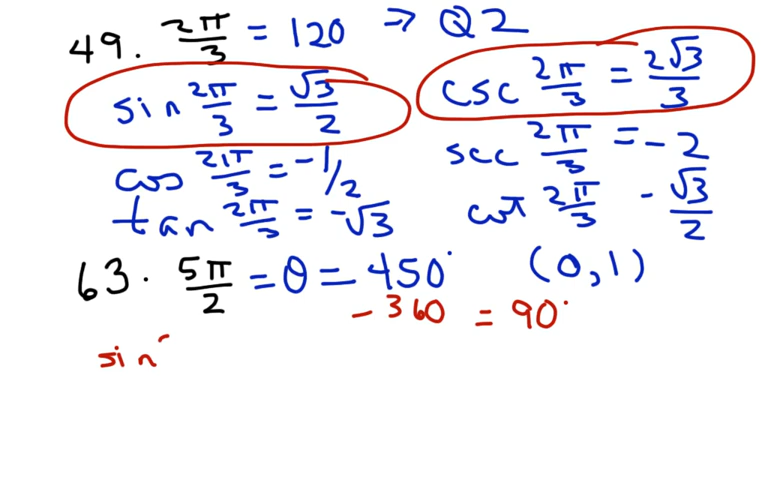 49. 2π/3 = 120 ⇒ Q2
sin 2π/3 = √3/2 csc 2π/3 = 2√3/3
cos 2π/3 = -1/2 sec 2π/3 = -2
tan 2π/3 = -√3 cot 2π/3 - √3/2
63. 5π/2 = θ = 450° (0,1)
- 360 = 90°
sin